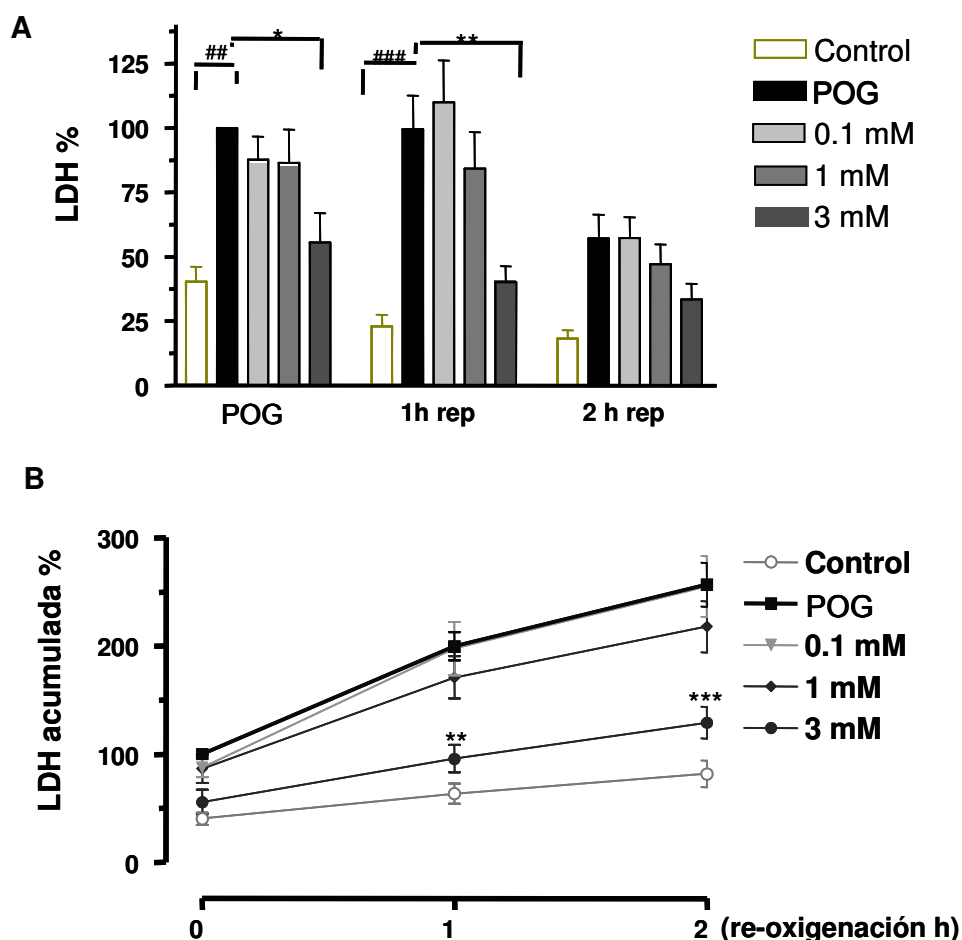 A
LDH %
125
100
75
50
25
0
##
*
###
**
POG
1h rep
2 h rep
Control
POG
0.1 mM
1 mM
3 mM
B
LDH acumulada %
300
200
100
0
**
***
Control
POG
0.1 mM
1 mM
3 mM
0
1
2 (re-oxigenación h)